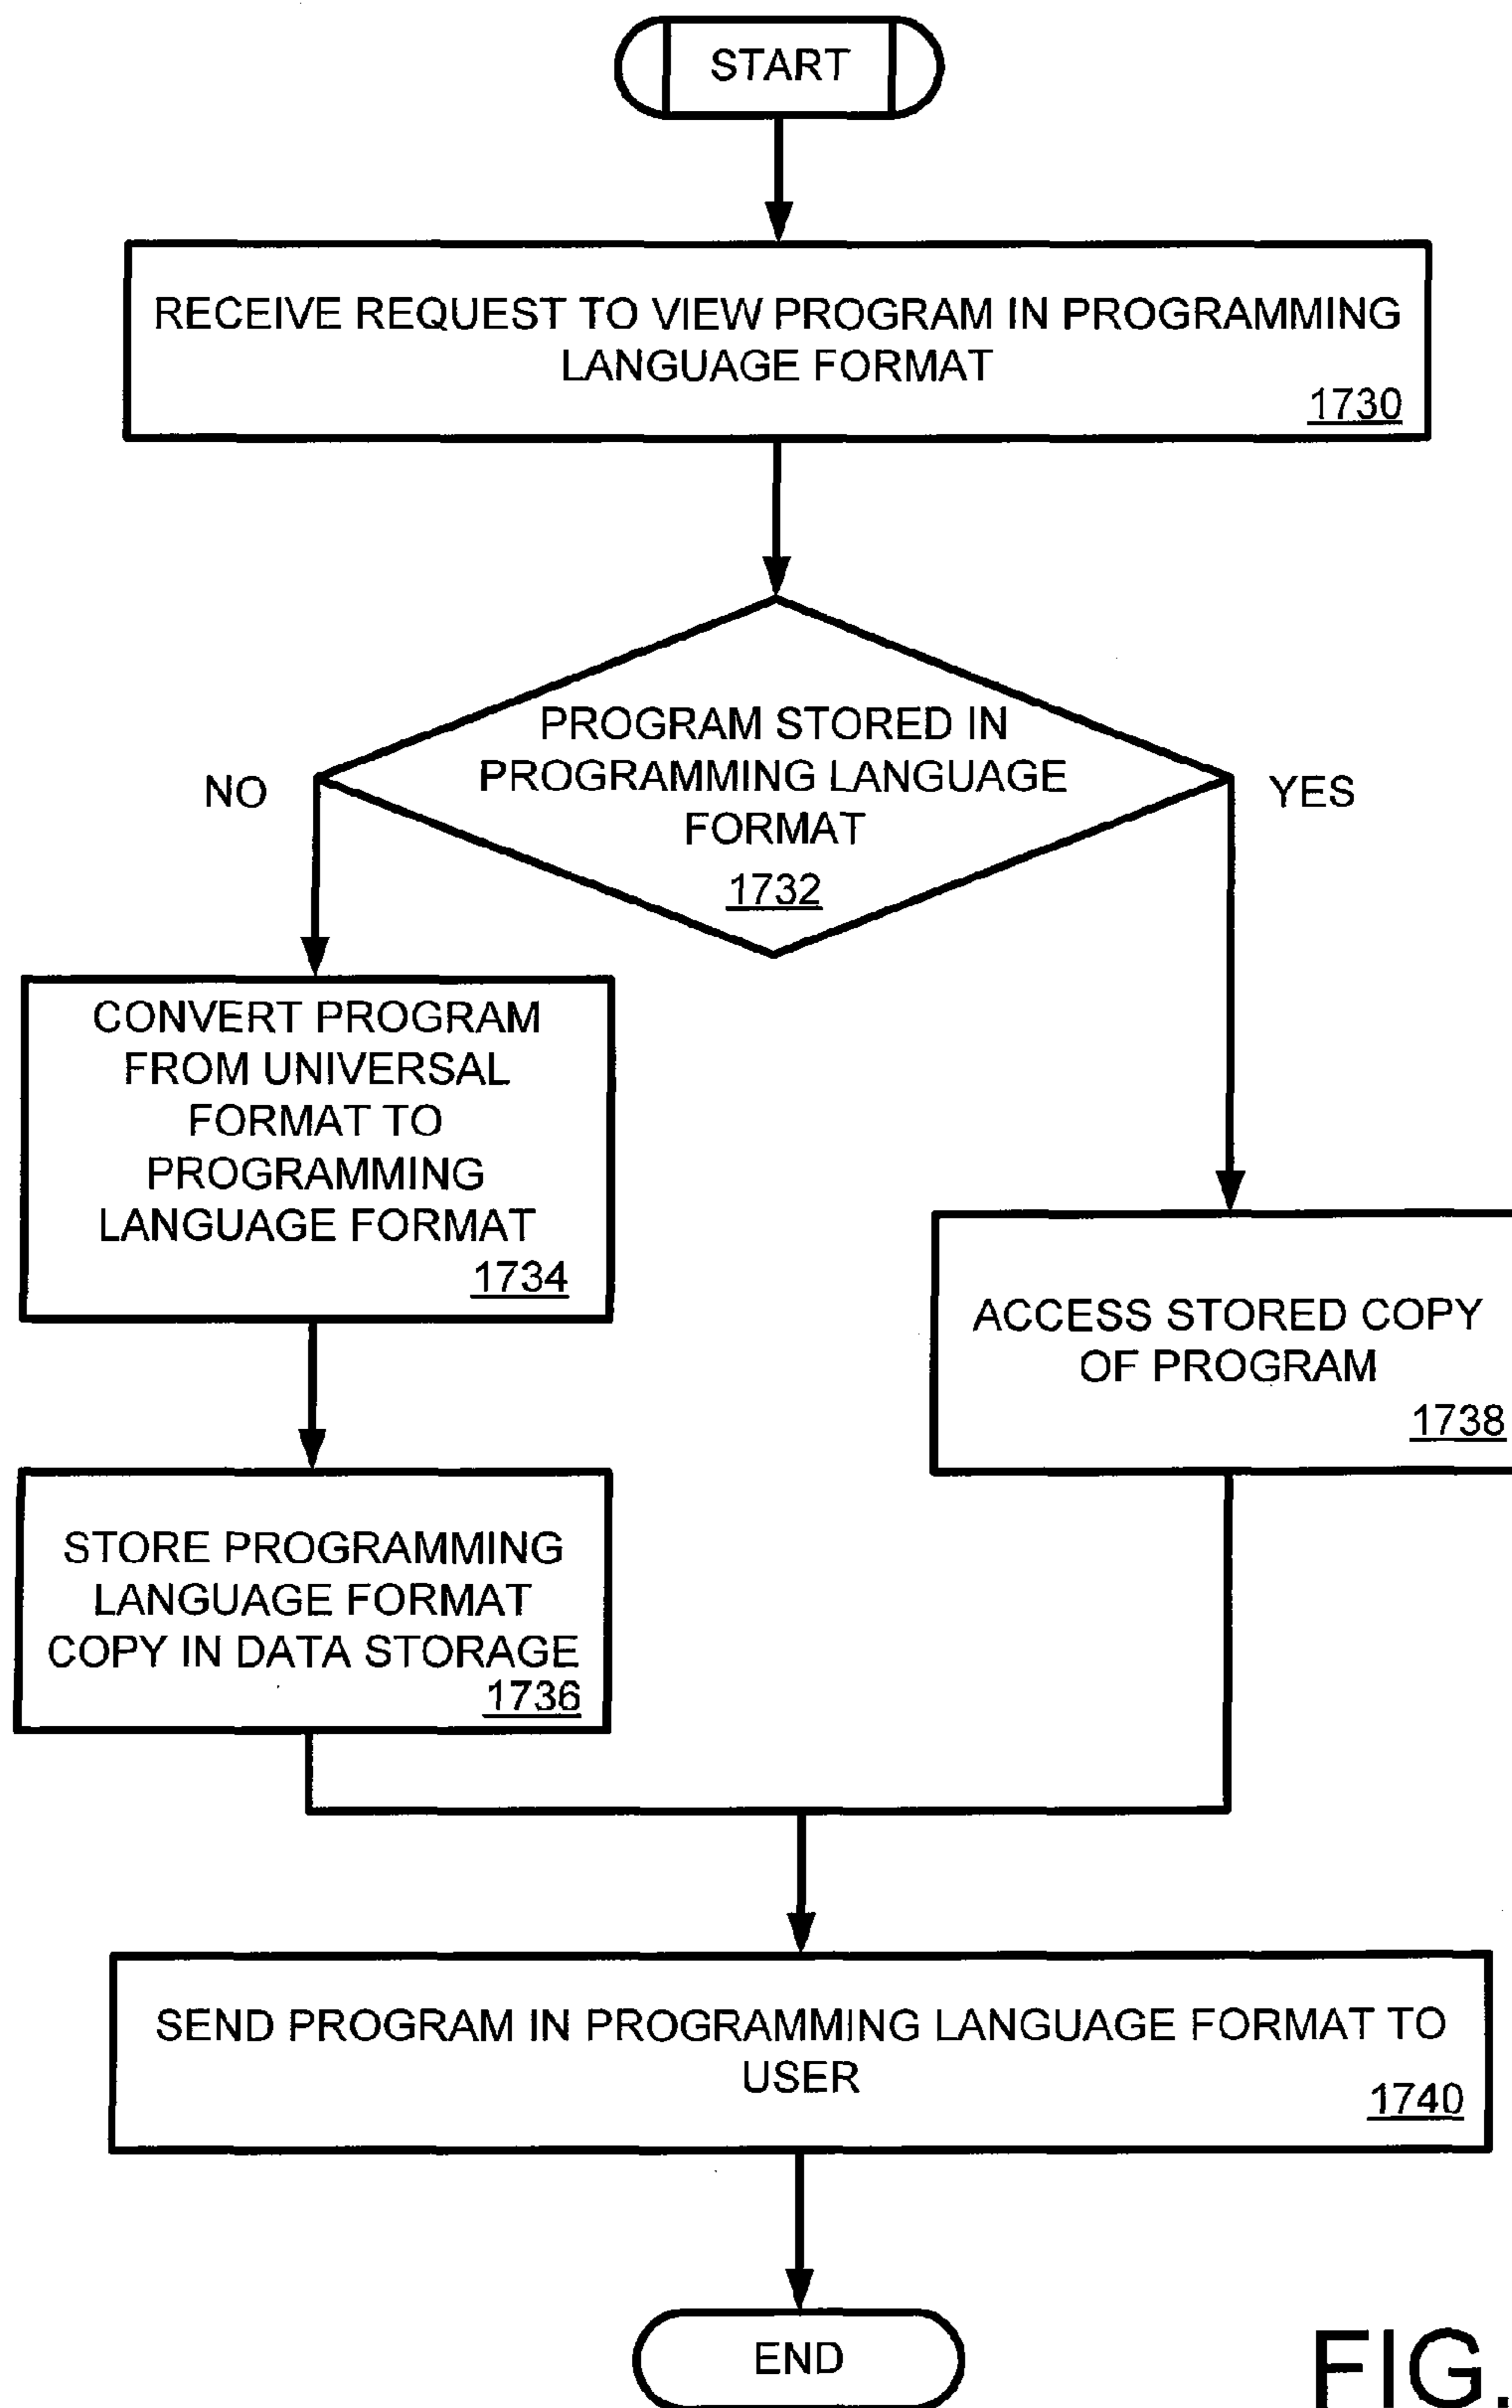 START
RECEIVE REQUEST TO VIEW PROGRAM IN PROGRAMMING
LANGUAGE FORMAT
1730
PROGRAM STORED IN
PROGRAMMING LANGUAGE
FORMAT
1732
NO
YES
CONVERT PROGRAM
FROM UNIVERSAL
FORMAT TO
PROGRAMMING
LANGUAGE FORMAT
1734
ACCESS STORED COPY
OF PROGRAM
1738
STORE PROGRAMMING
LANGUAGE FORMAT
COPY IN DATA STORAGE
1736
SEND PROGRAM IN PROGRAMMING LANGUAGE FORMAT TO
USER
1740
END
FIG.